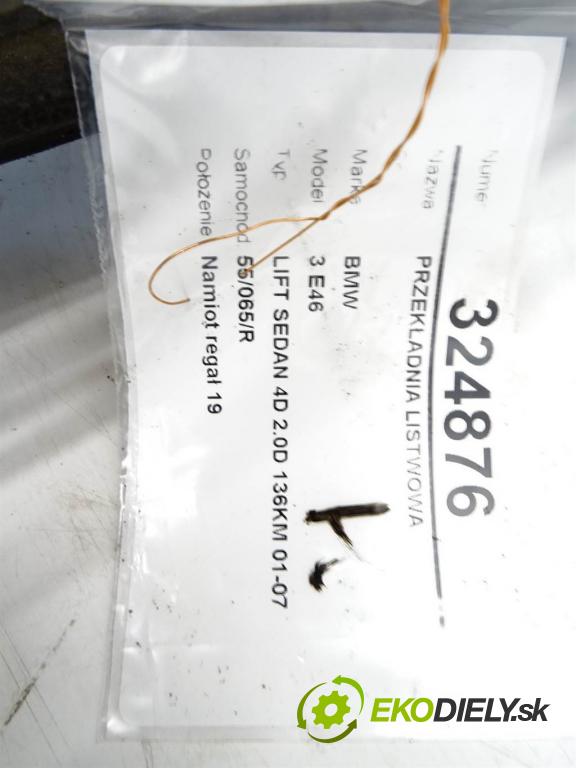 Numer 324876
Nazwa PRZEKŁADNIA LISTWOWA
Marka BMW
Model 3 E46
Typ LIFT SEDAN 4D 2.0D 136KM 01-07
Samochód 55/065/R
Położenie Namiot regał 19
EKODIELY.sk